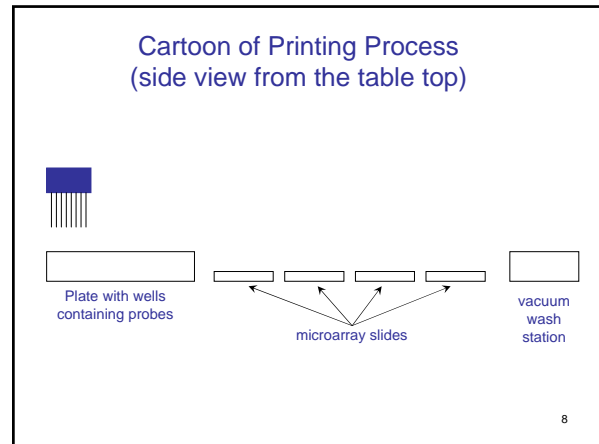 Cartoon of Printing Process
(side view from the table top)
Plate with wells
containing probes
microarray slides
vacuum
wash
station
8